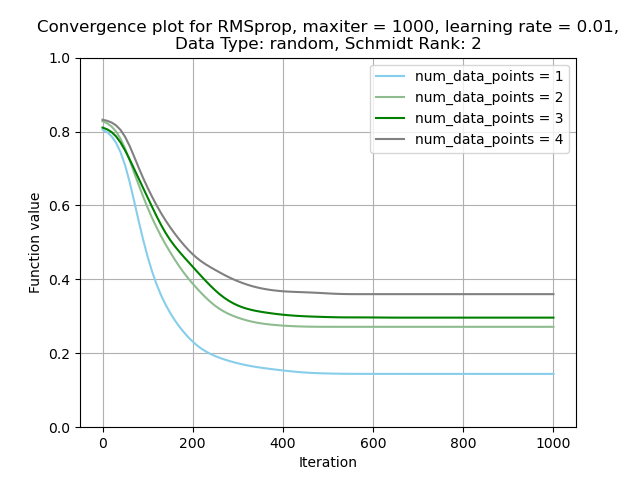 Convergence plot for RMSprop, maxiter = 1000, learning rate = 0.01,
Data Type: random, Schmidt Rank: 2
num_data_points = 1
num_data_points = 2
num_data_points = 3
num_data_points = 4
Function value
1.0
0.8
0.6
0.4
0.2
0.0
0 200 400 600 800 1000
Iteration